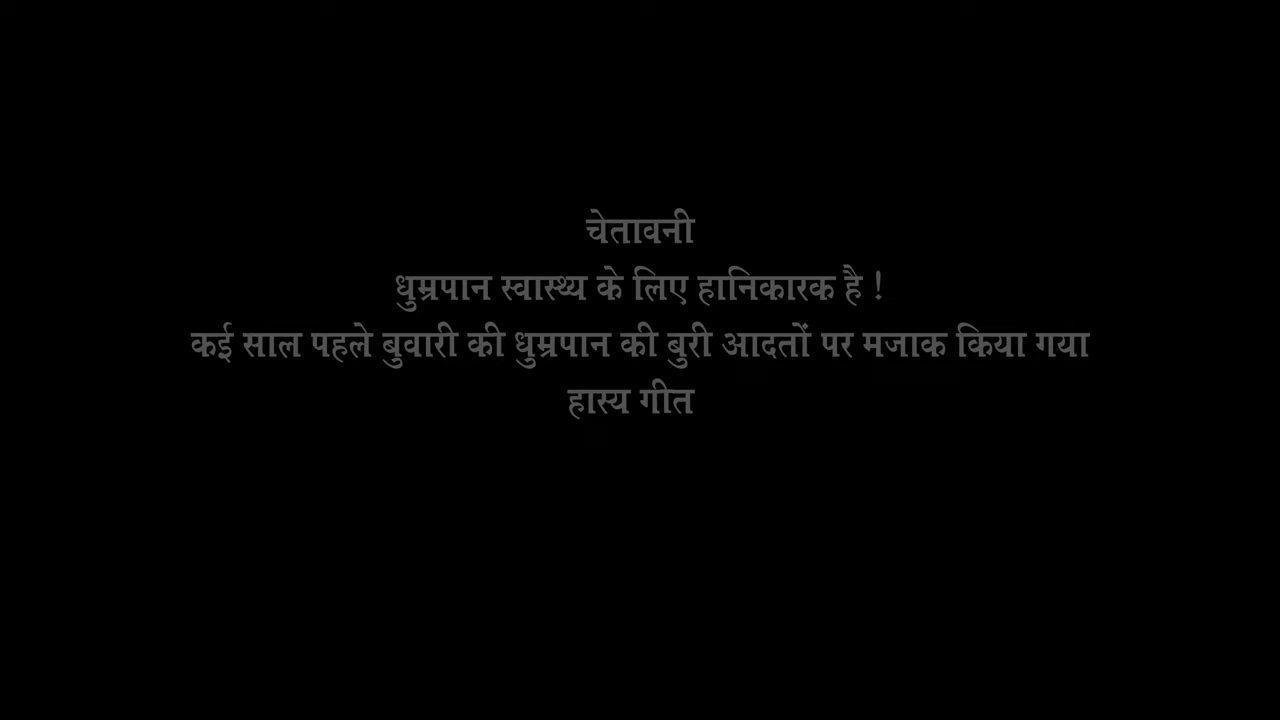 चेतावनी
धुम्रपान स्वास्थ्य के लिए हानिकारक है !
कई साल पहले बुवारी की धुम्रपान की बुरी आदतों पर मजाक किया गया
हास्य गीत